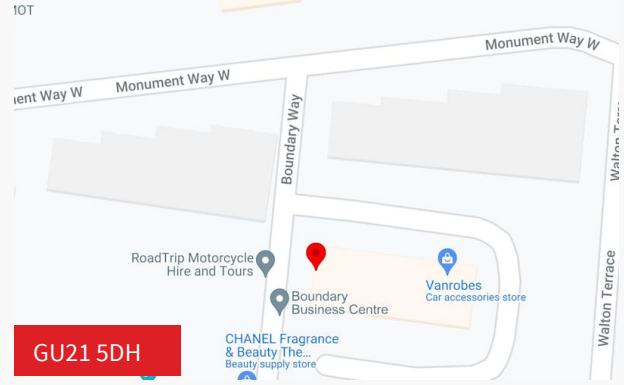 MOT
Monument Way W
ent Way W
Monument Way W
Boundary Way
Walton Terrace
RoadTrip Motorcycle
Hire and Tours
Boundary
Business Centre
Vanrobes
Car accessories store
Walton Terrace
CHANEL Fragrance
& Beauty The...
Beauty supply store
GU21 5DH